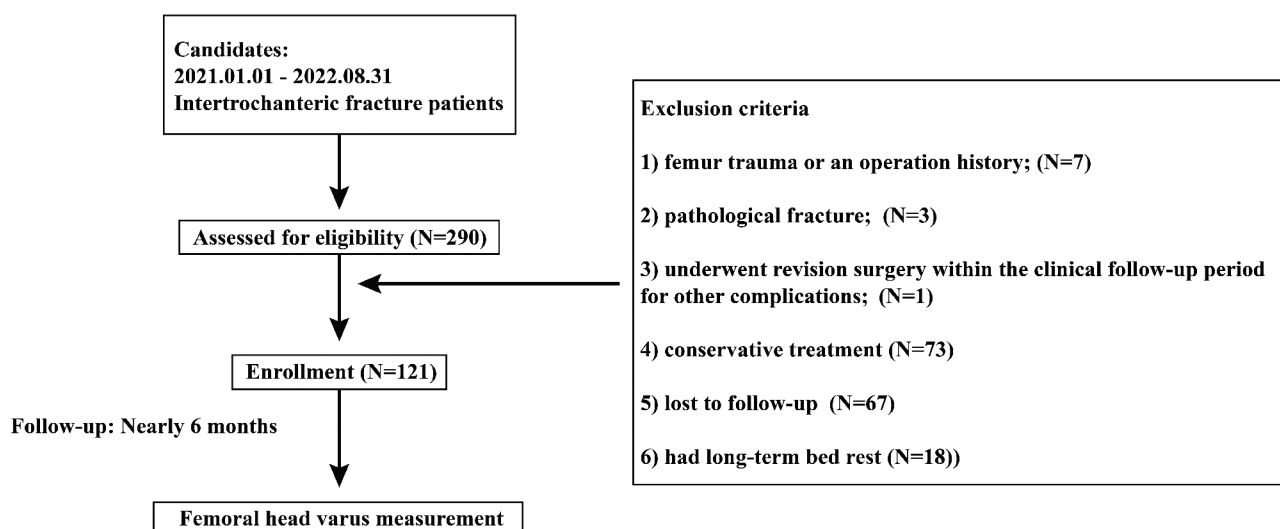 Candidates:
2021.01.01 - 2022.08.31
Intertrochanteric fracture patients
Assessed for eligibility (N=290)
Exclusion criteria
1) femur trauma or an operation history; (N=7)
2) pathological fracture;  (N=3)
3) underwent revision surgery within the clinical follow-up period
for other complications;  (N=1)
4) conservative treatment (N=73)
5) lost to follow-up  (N=67)
6) had long-term bed rest (N=18))
Enrollment (N=121)
Follow-up: Nearly 6 months
Femoral head varus measurement